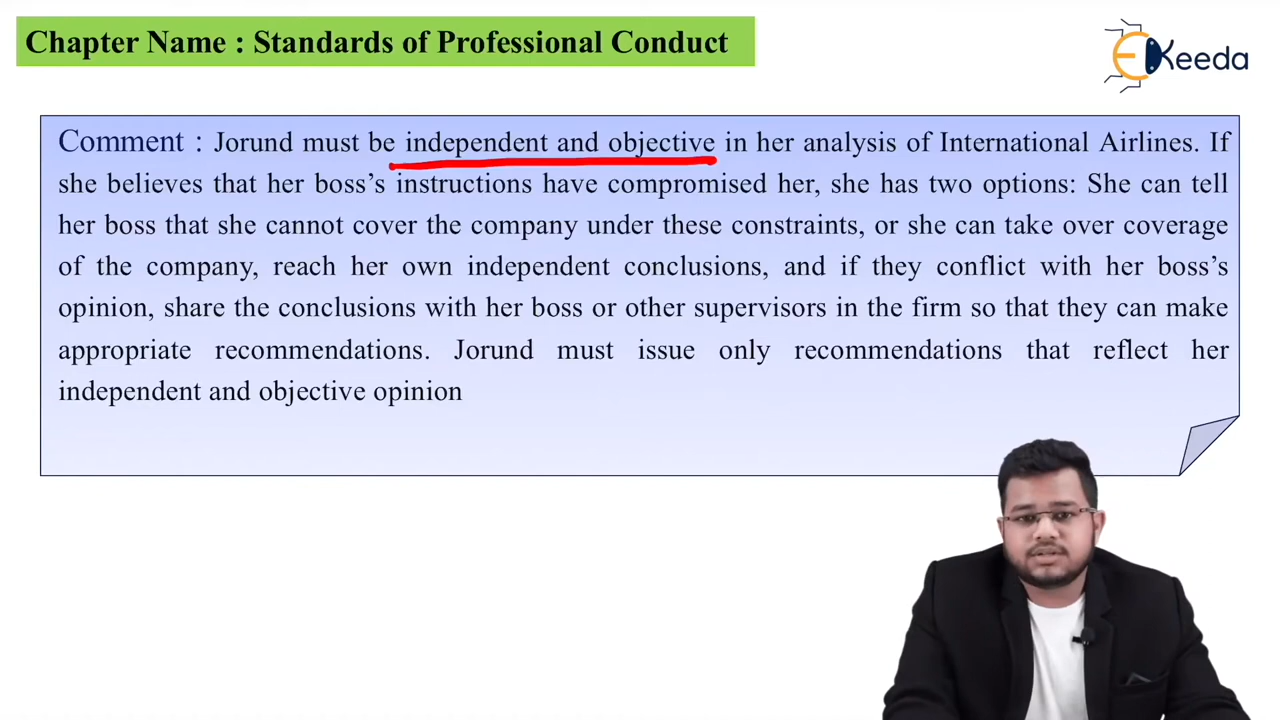 Chapter Name : Standards of Professional Conduct
EKeeda
Comment : Jorund must be independent and objective in her analysis of International Airlines. If
she believes that her boss’s instructions have compromised her, she has two options: She can tell
her boss that she cannot cover the company under these constraints, or she can take over coverage
of the company, reach her own independent conclusions, and if they conflict with her boss’s
opinion, share the conclusions with her boss or other supervisors in the firm so that they can make
appropriate recommendations. Jorund must issue only recommendations that reflect her
independent and objective opinion